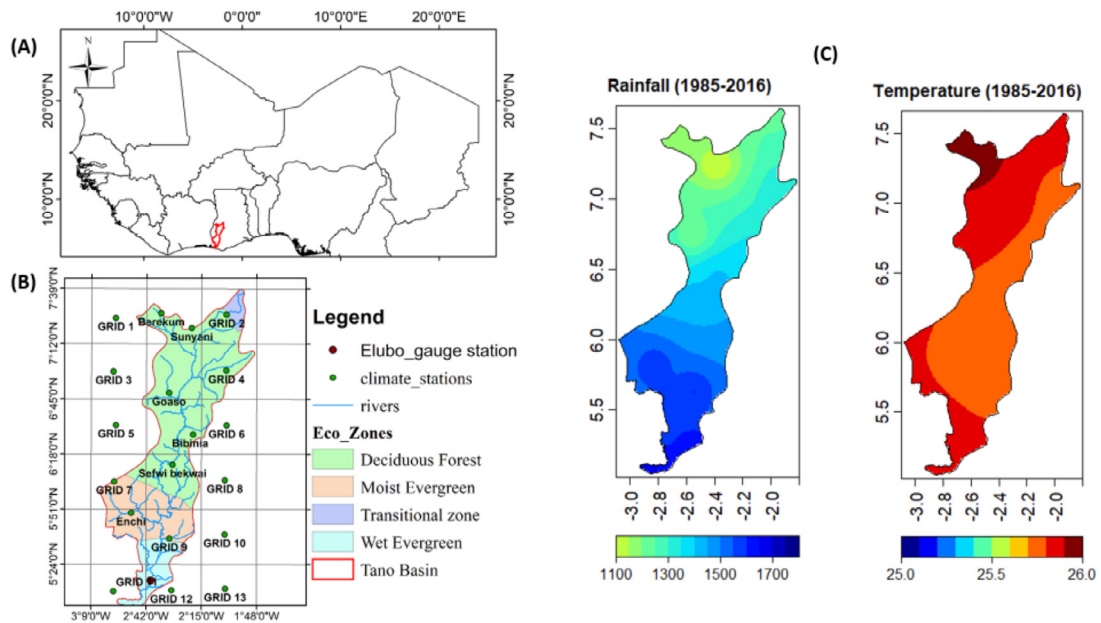 (A)
10°0'0"W
0°0'0"
10°0'0"E
20°0'0"E
N
20°0'0"N
10°0'0"N
20°0'0"N
10°0'0"N
(B)
7°39'0"N
7°12'0"N
6°45'0"N
6°18'0"N
5°51'0"N
5°24'0"N
GRID 1
Berekum
GRID 2
Sunyani
GRID 3
GRID 4
Goaso
GRID 5
GRID 6
Bibinia
Sefwi bekwai
GRID 7
GRID 8
Enchi
GRID 9
GRID 10
GRID 11
GRID 12
GRID 13
3°9'0"W
2°42'0"W
2°15'0"W
1°48'0"W
Legend
Elubo_gauge station
climate_stations
rivers
Eco_Zones
Deciduous Forest
Moist Evergreen
Transitional zone
Wet Evergreen
Tano Basin
(C)
Rainfall (1985-2016)
7.5
7.0
6.5
6.0
5.5
-3.0
-2.8
-2.6
-2.4
-2.2
-2.0
1100
1300
1500
1700
Temperature (1985-2016)
7.5
7.0
6.5
6.0
5.5
-3.0
-2.8
-2.6
-2.4
-2.2
-2.0
25.0
25.5
26.0